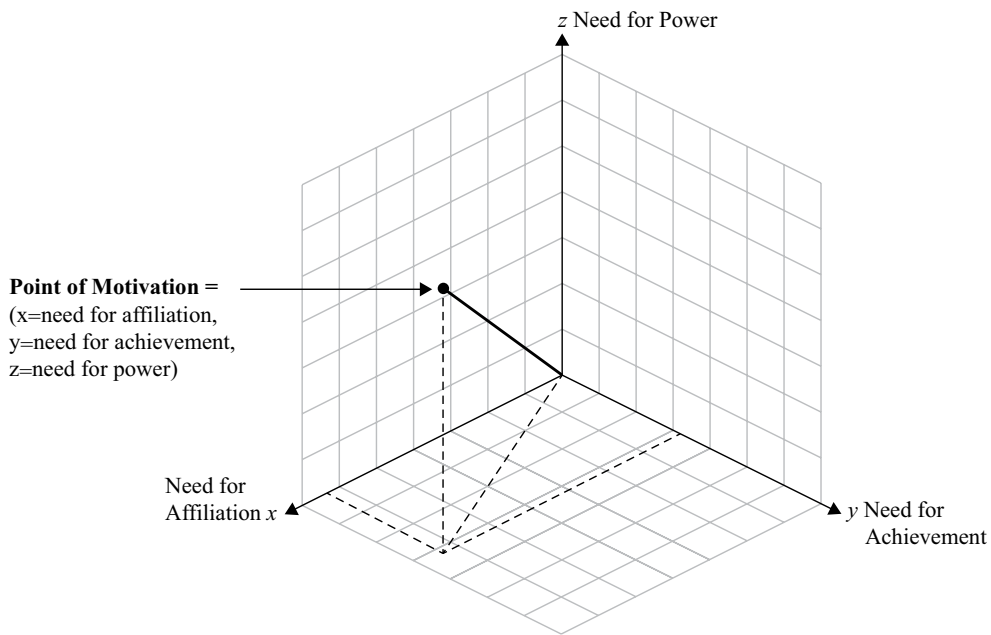 z Need for Power
Point of Motivation =
(x=need for affiliation,
y=need for achievement,
z=need for power)
Need for
Affiliation x
y Need for
Achievement